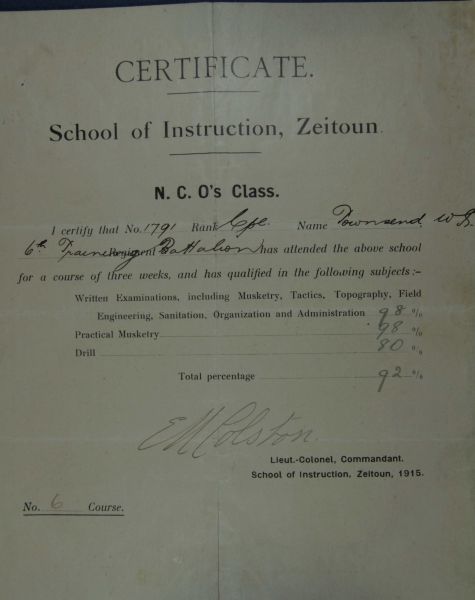 CERTIFICATE.
School of Instruction, Zeitoun.
N. C. O's Class.
I certify that No. 1791 Rank Cpl. Name Townsend. W.
6th Training Regiment Battalion has attended the above school
for a course of three weeks, and has qualified in the following subjects :-
Written Examinations, including Musketry, Tactics, Topography, Field
Engineering, Sanitation, Organization and Administration 98 %
Practical Musketry 98 %
Drill 80 %
Total percentage 92 %
E M Colston.
Lieut.-Colonel, Commandant.
School of Instruction, Zeitoun, 1915.
No. 6 Course.